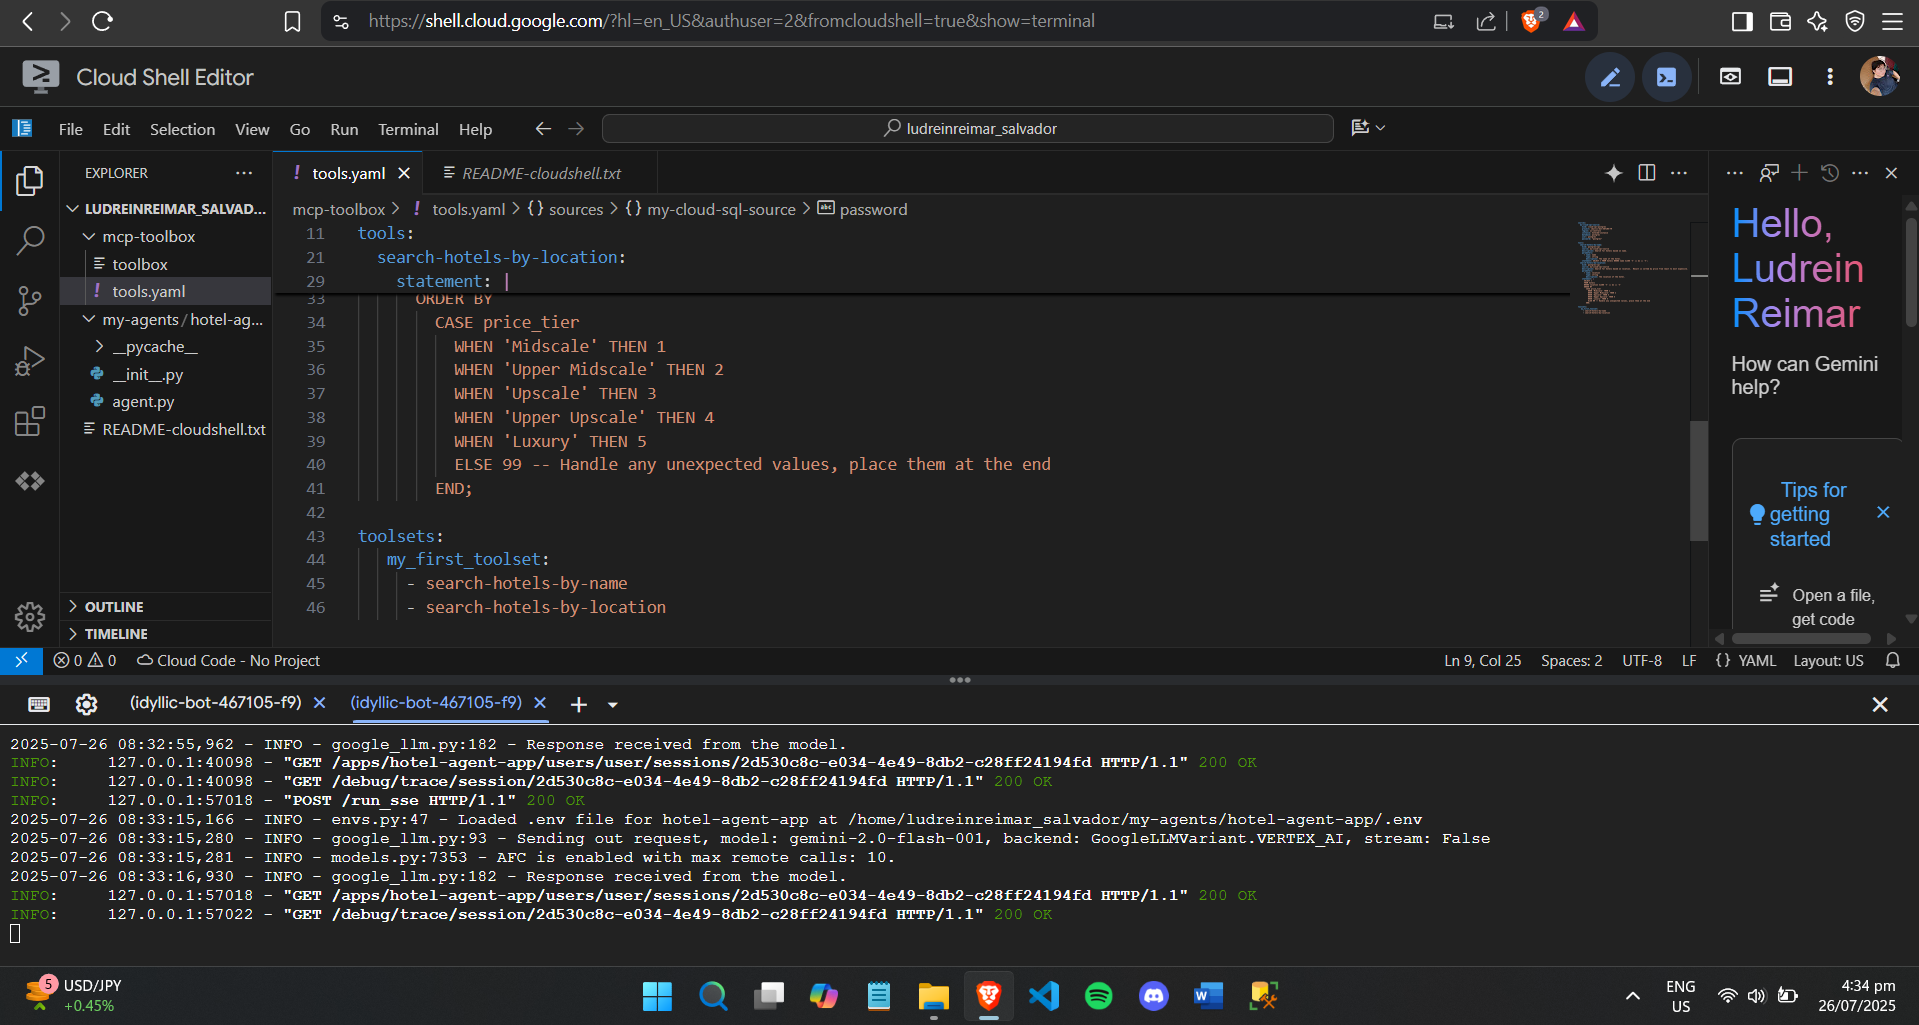 https://shell.cloud.google.com/?hl=en_US&authuser=2&fromcloudshell=true&show=terminal
2
Cloud Shell Editor
File Edit Selection View Go Run Terminal Help
ludreinreimar_salvador
EXPLORER
LUDREINREIMAR_SALVAD...
mcp-toolbox
toolbox
tools.yaml
my-agents/hotel-ag...
__pycache__
__init__.py
agent.py
README-cloudshell.txt
OUTLINE
TIMELINE
tools.yaml
README-cloudshell.txt
mcp-toolbox > ! tools.yaml > {} sources > {} my-cloud-sql-source > abc password
11 tools:
21 search-hotels-by-location:
29 statement: |
33 ORDER BY
34 CASE price_tier
35 WHEN 'Midscale' THEN 1
36 WHEN 'Upper Midscale' THEN 2
37 WHEN 'Upscale' THEN 3
38 WHEN 'Upper Upscale' THEN 4
39 WHEN 'Luxury' THEN 5
40 ELSE 99 -- Handle any unexpected values, place them at the end
41 END;
42
43 toolsets:
44 my_first_toolset:
45 - search-hotels-by-name
46 - search-hotels-by-location
Hello,
Ludrein
Reimar
How can Gemini
help?
Tips for
getting
started
Open a file,
get code
0 0 Cloud Code - No Project
Ln 9, Col 25 Spaces: 2 UTF-8 LF {} YAML Layout: US
(idyllic-bot-467105-f9) (idyllic-bot-467105-f9)
2025-07-26 08:32:55,962 - INFO - google_llm.py:182 - Response received from the model.
INFO: 127.0.0.1:40098 - "GET /apps/hotel-agent-app/users/user/sessions/2d530c8c-e034-4e49-8db2-c28ff24194fd HTTP/1.1" 200 OK
INFO: 127.0.0.1:40098 - "GET /debug/trace/session/2d530c8c-e034-4e49-8db2-c28ff24194fd HTTP/1.1" 200 OK
INFO: 127.0.0.1:57018 - "POST /run_sse HTTP/1.1" 200 OK
2025-07-26 08:33:15,166 - INFO - envs.py:47 - Loaded .env file for hotel-agent-app at /home/ludreinreimar_salvador/my-agents/hotel-agent-app/.env
2025-07-26 08:33:15,280 - INFO - google_llm.py:93 - Sending out request, model: gemini-2.0-flash-001, backend: GoogleLLMVariant.VERTEX_AI, stream: False
2025-07-26 08:33:15,281 - INFO - models.py:7353 - AFC is enabled with max remote calls: 10.
2025-07-26 08:33:16,930 - INFO - google_llm.py:182 - Response received from the model.
INFO: 127.0.0.1:57018 - "GET /apps/hotel-agent-app/users/user/sessions/2d530c8c-e034-4e49-8db2-c28ff24194fd HTTP/1.1" 200 OK
INFO: 127.0.0.1:57022 - "GET /debug/trace/session/2d530c8c-e034-4e49-8db2-c28ff24194fd HTTP/1.1" 200 OK
5
USD/JPY
+0.45%
ENG
US
4:34 pm
26/07/2025